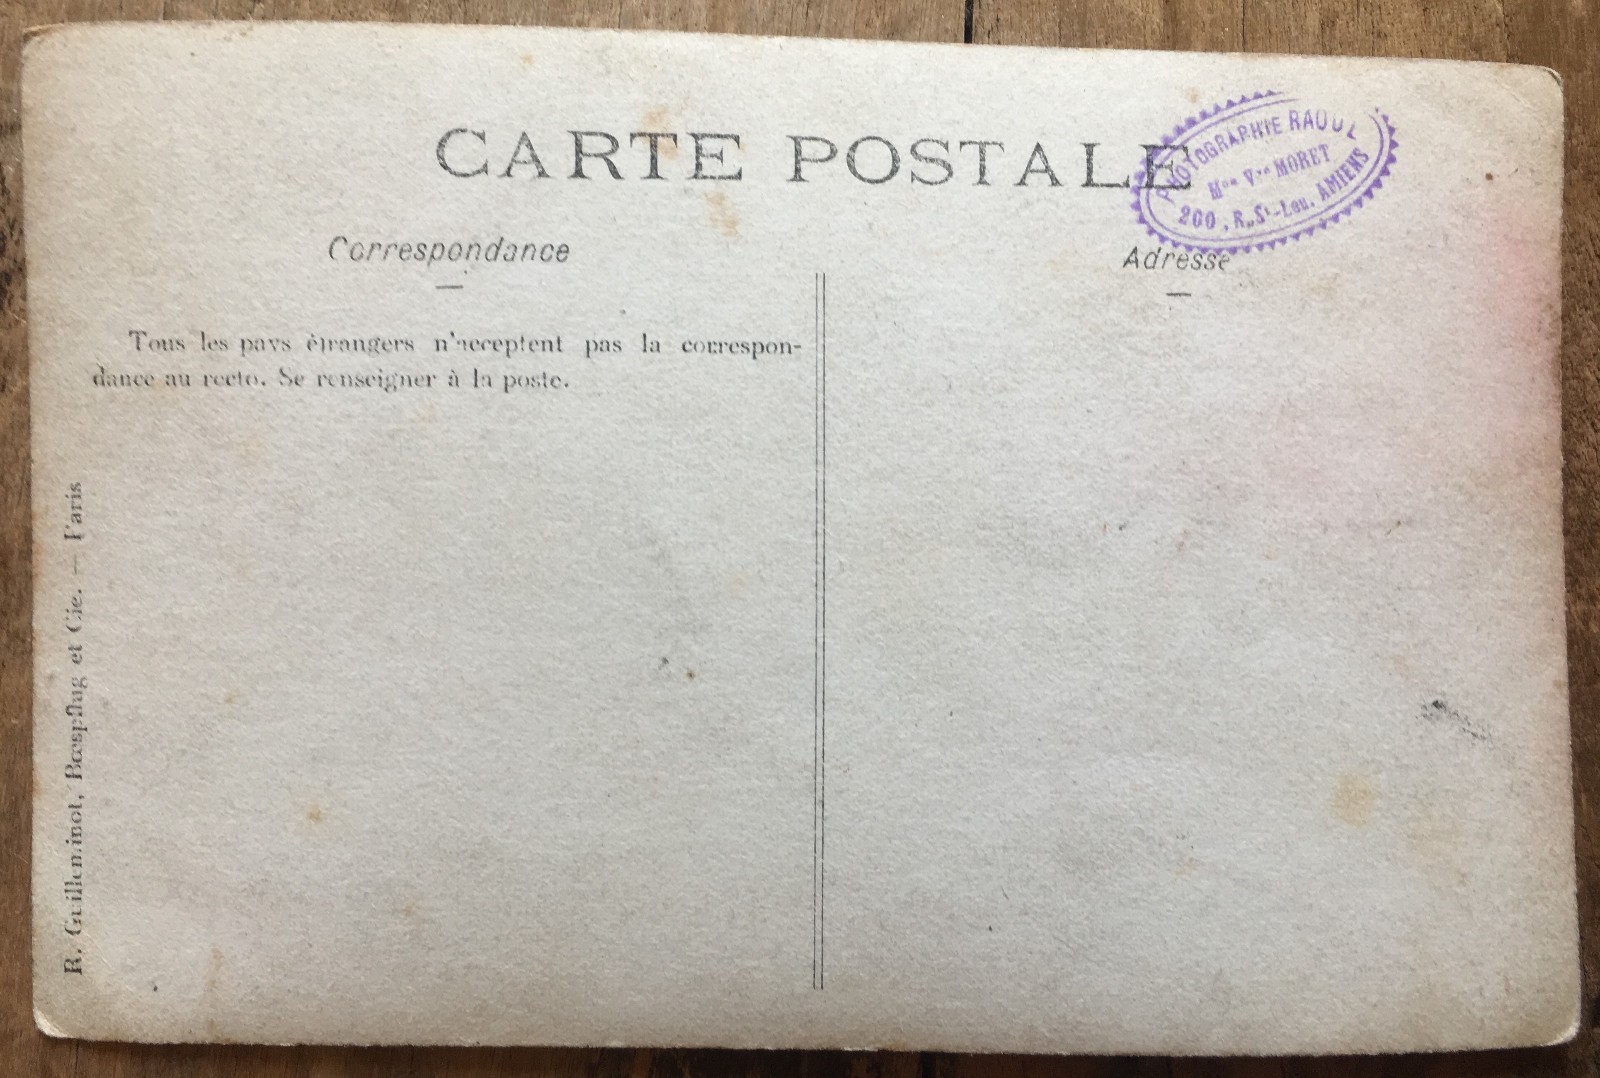 CARTE POSTALE
PHOTOGRAPHIE RAOUL
Mon Vve MORET
200, R. St-Leu. AMIENS
Correspondance
Adresse
Tous les pays étrangers n'acceptent pas la correspon-
dance au recto. Se renseigner à la poste.
R. Guilleminot, Bœspflug et Cie. — Paris